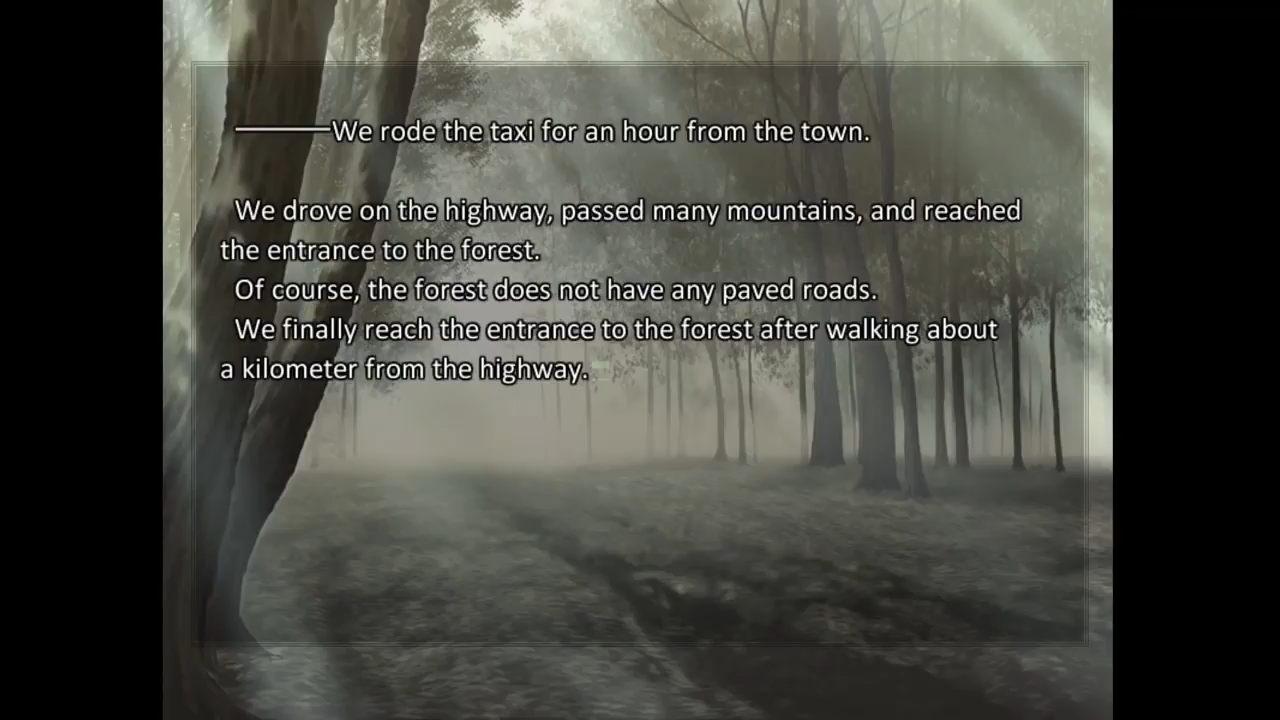 ———We rode the taxi for an hour from the town.
We drove on the highway, passed many mountains, and reached
the entrance to the forest.
Of course, the forest does not have any paved roads.
We finally reach the entrance to the forest after walking about
a kilometer from the highway.